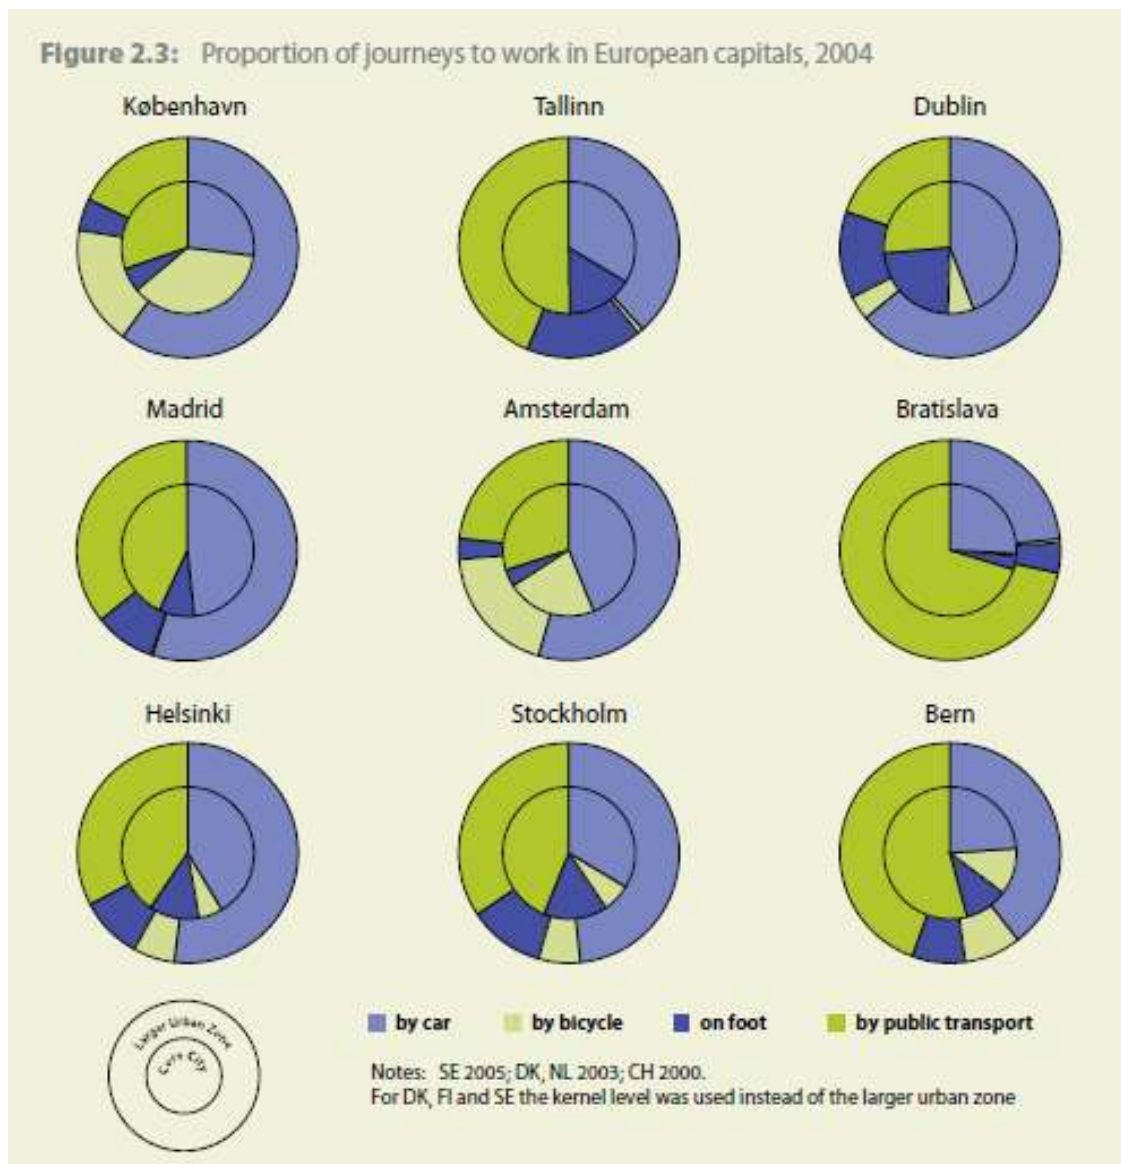 Figure 2.3: Proportion of journeys to work in European capitals, 2004
København Tallinn Dublin
Madrid Amsterdam Bratislava
Helsinki Stockholm Bern
Larger Urban Zone
Core City
by car by bicycle on foot by public transport
Notes: SE 2005; DK, NL 2003; CH 2000.
For DK, FI and SE the kernel level was used instead of the larger urban zone